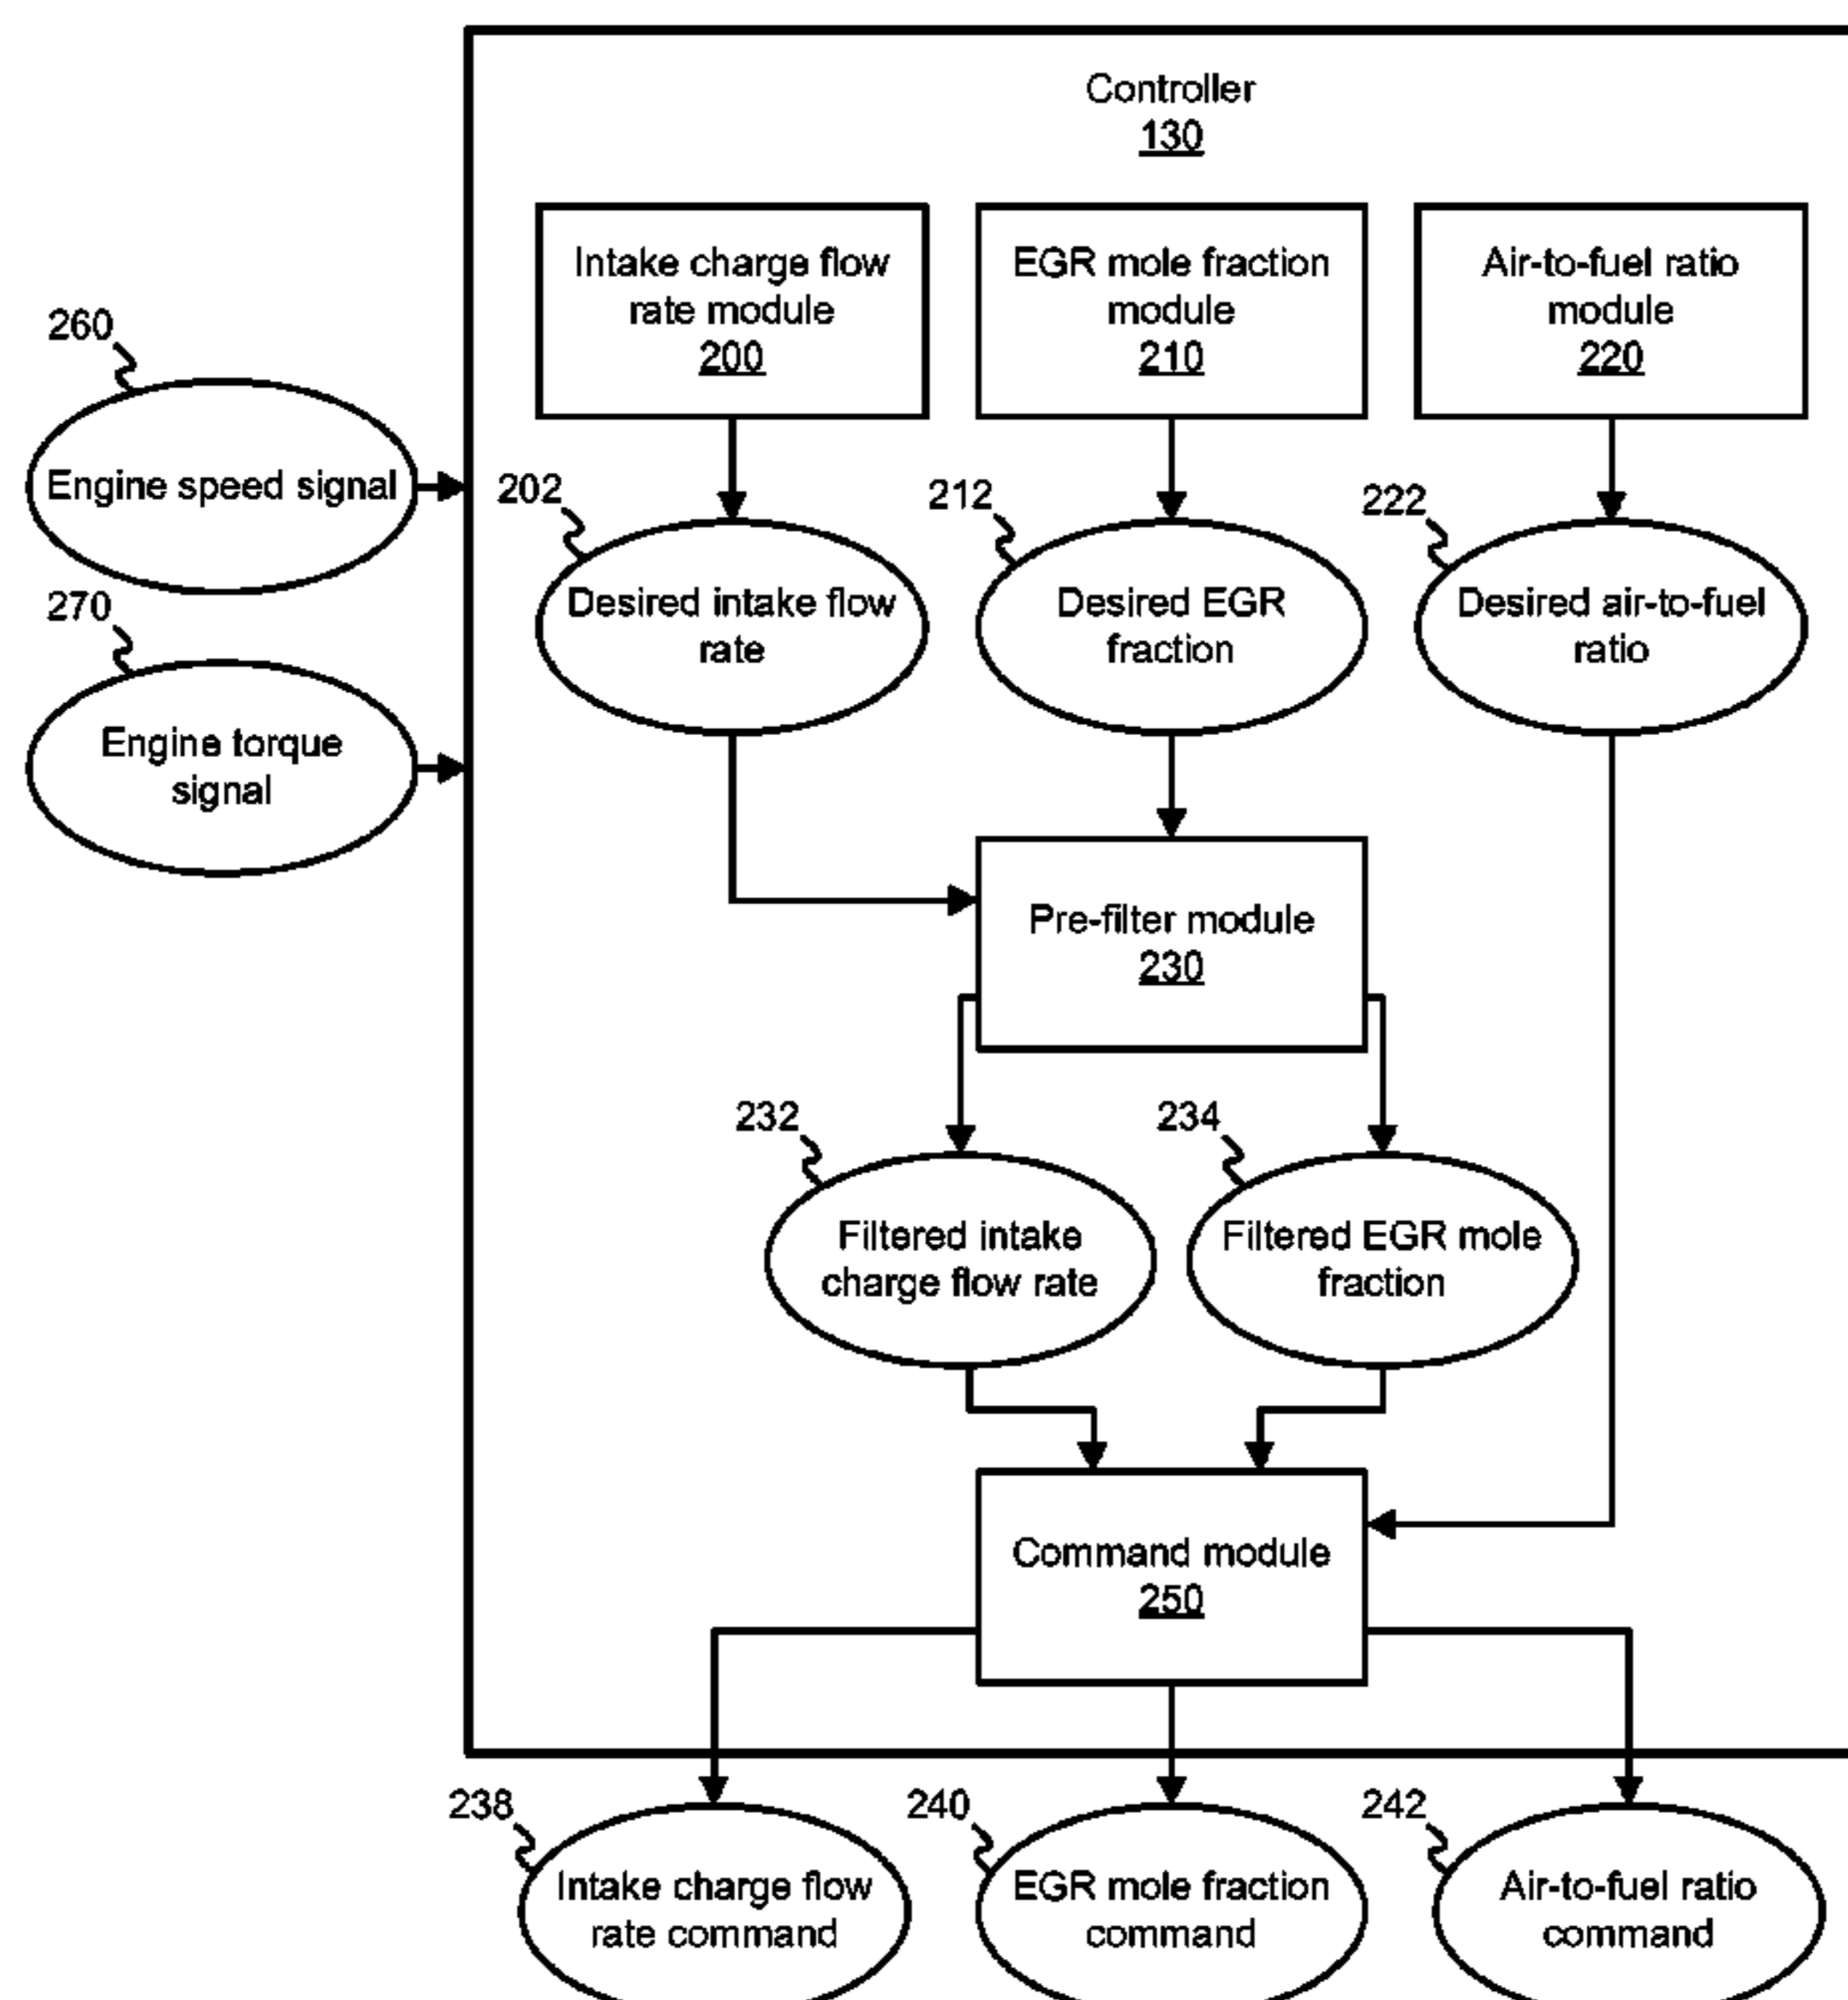 Controller
130
Intake charge flow
rate module
200
EGR mole fraction
module
210
Air-to-fuel ratio
module
220
260
Engine speed signal
270
Engine torque
signal
202
Desired intake flow
rate
212
Desired EGR
fraction
222
Desired air-to-fuel
ratio
Pre-filter module
230
232
Filtered intake
charge flow rate
234
Filtered EGR mole
fraction
Command module
250
238
Intake charge flow
rate command
240
EGR mole fraction
command
242
Air-to-fuel ratio
command